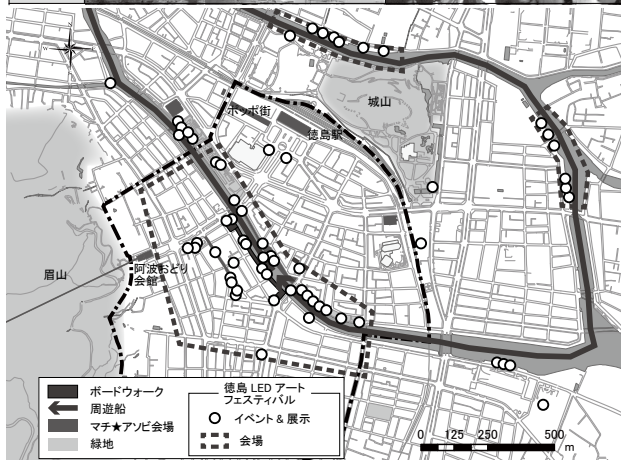 城山
ポッポ街
徳島駅
阿波おどり
会館
眉山
ボードウォーク
周遊船
マチ★アソビ会場
緑地
徳島 LED アート
フェスティバル
イベント & 展示
会場
0 125 250 500
m